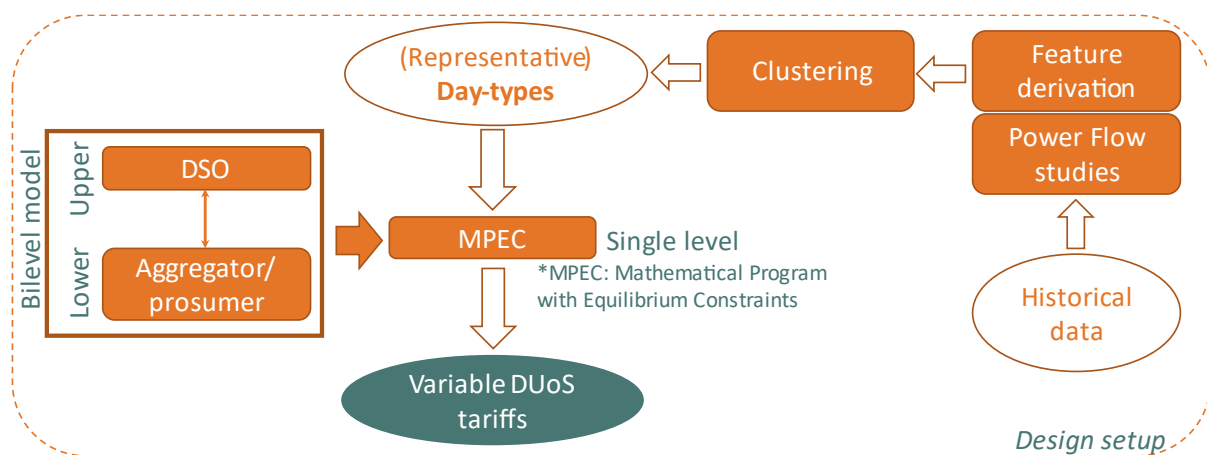 (Representative)
Day-types
Clustering
Feature
derivation
Power Flow
studies
Historical
data
Bilevel model
Upper
Lower
DSO
Aggregator/
prosumer
MPEC
Single level
*MPEC: Mathematical Program
with Equilibrium Constraints
Variable DUoS
tariffs
Design setup